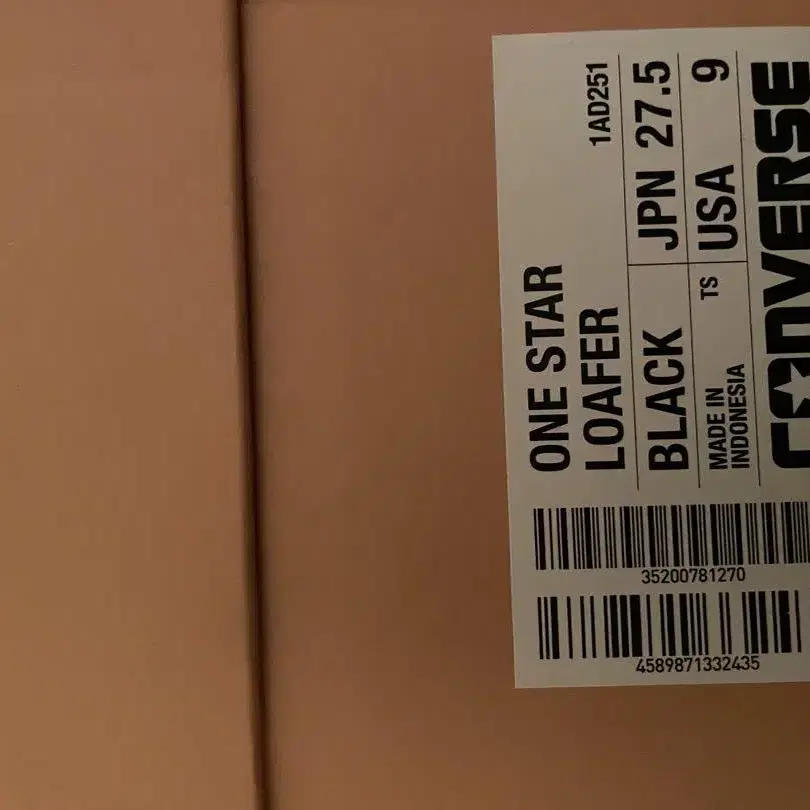 ONE STAR
LOAFER
1AD251
BLACK
JPN 27.5
MADE IN
INDONESIA
TS
USA 9
CONVERSE
35200781270
4589871332435